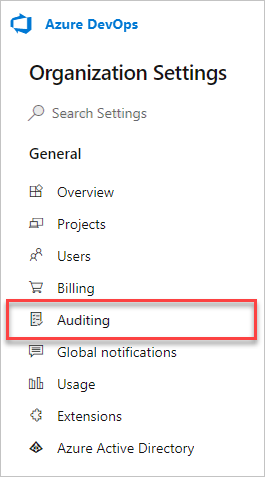 Azure DevOps
Organization Settings
Search Settings
General
Overview
Projects
Users
Billing
Auditing
Global notifications
Usage
Extensions
Azure Active Directory